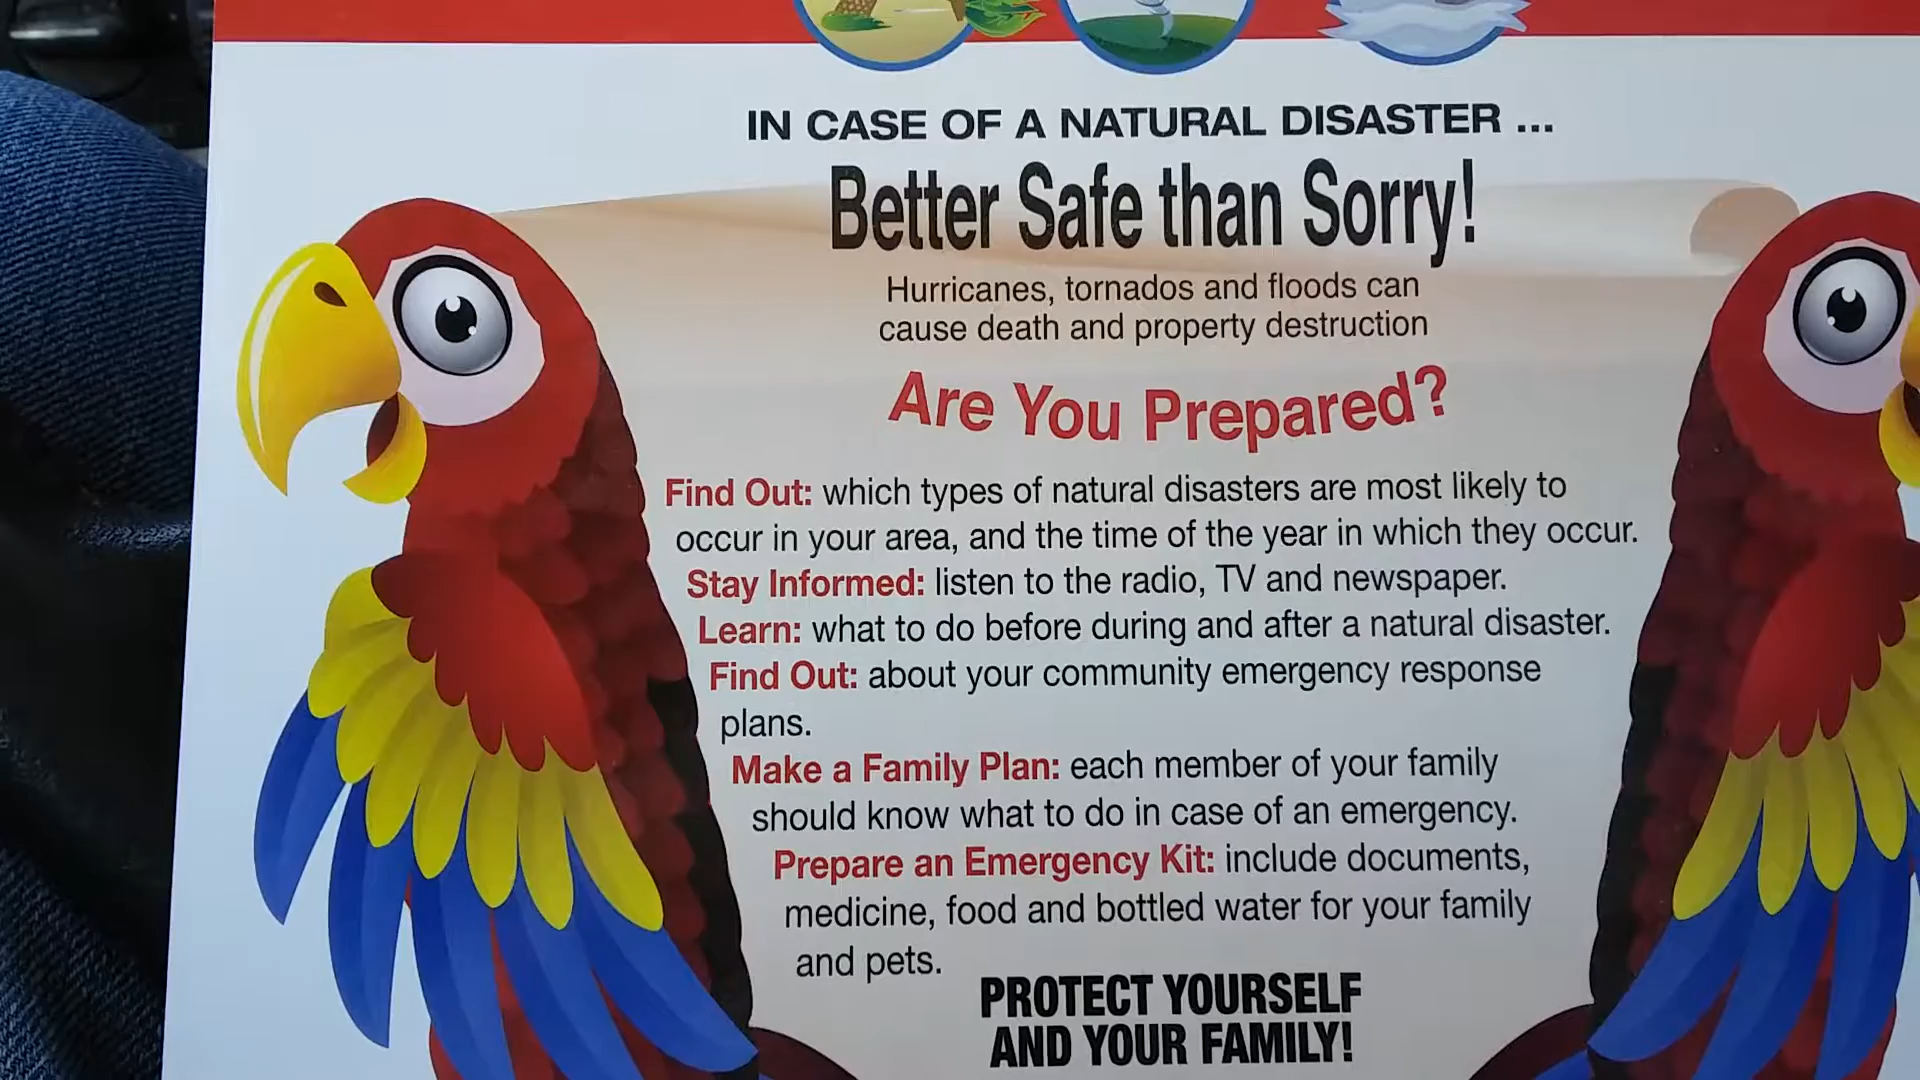 IN CASE OF A NATURAL DISASTER ...
Better Safe than Sorry!
Hurricanes, tornados and floods can
cause death and property destruction
Are You Prepared?
Find Out: which types of natural disasters are most likely to
occur in your area, and the time of the year in which they occur.
Stay Informed: listen to the radio, TV and newspaper.
Learn: what to do before during and after a natural disaster.
Find Out: about your community emergency response
plans.
Make a Family Plan: each member of your family
should know what to do in case of an emergency.
Prepare an Emergency Kit: include documents,
medicine, food and bottled water for your family
and pets.
PROTECT YOURSELF
AND YOUR FAMILY!